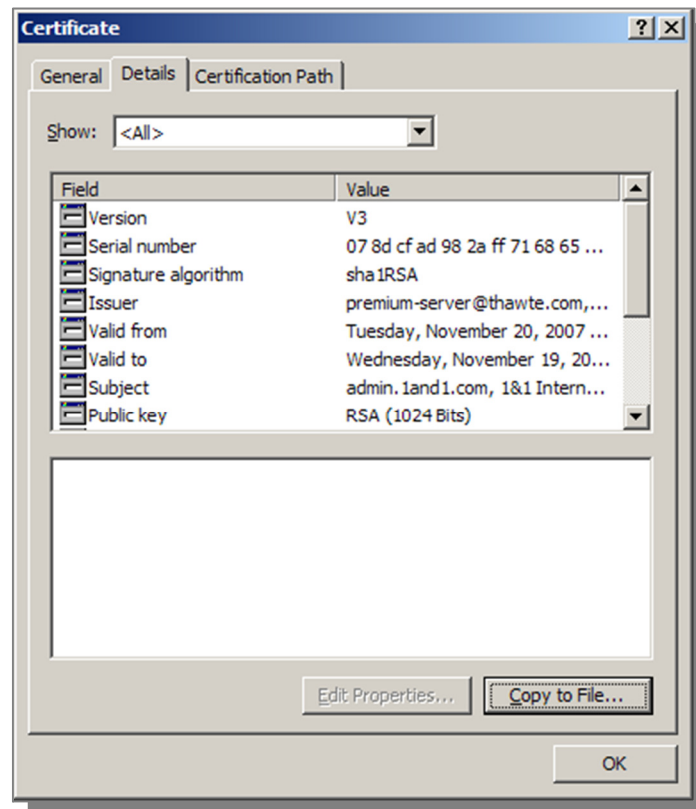 Certificate
General Details Certification Path
Show: <All>
Field Value
Version V3
Serial number 07 8d cf ad 98 2a ff 71 68 65 ...
Signature algorithm sha1RSA
Issuer premium-server@thawte.com,...
Valid from Tuesday, November 20, 2007 ...
Valid to Wednesday, November 19, 20...
Subject admin.1and1.com, 1&1 Intern...
Public key RSA (1024 Bits)
Edit Properties... Copy to File...
OK